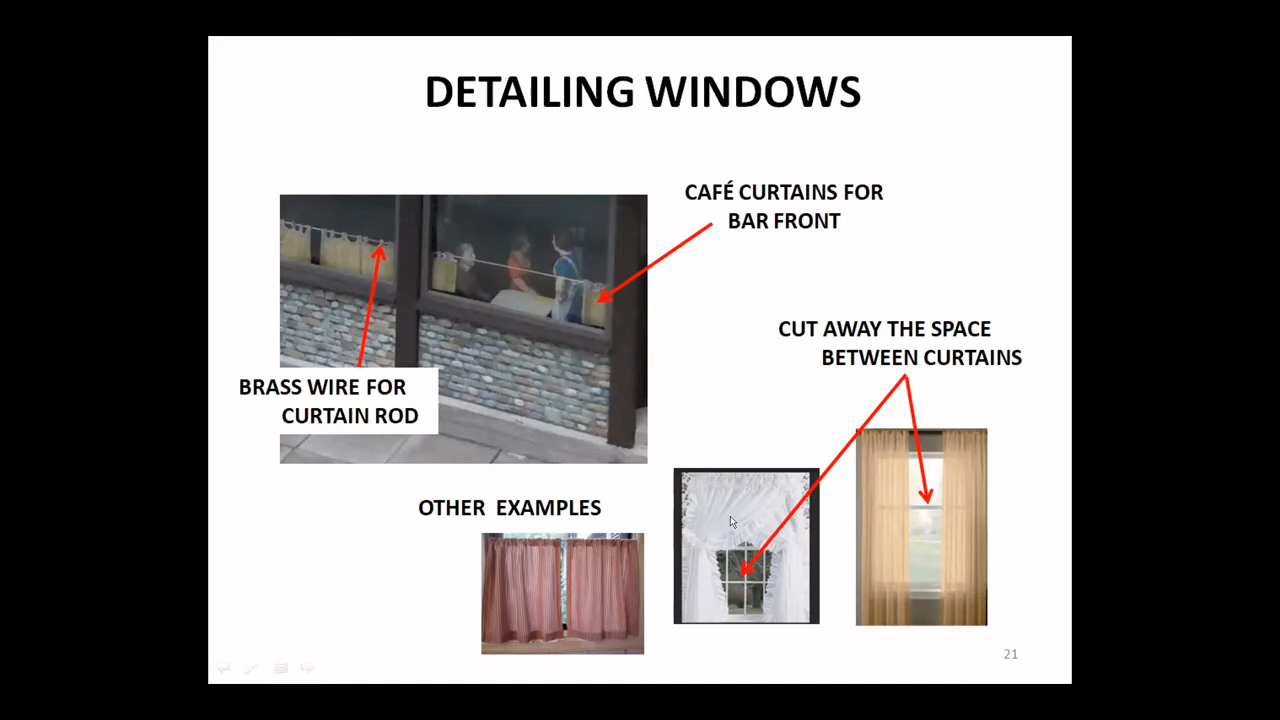 DETAILING WINDOWS
CAFÉ CURTAINS FOR
BAR FRONT
CUT AWAY THE SPACE
BETWEEN CURTAINS
BRASS WIRE FOR
CURTAIN ROD
OTHER EXAMPLES
21